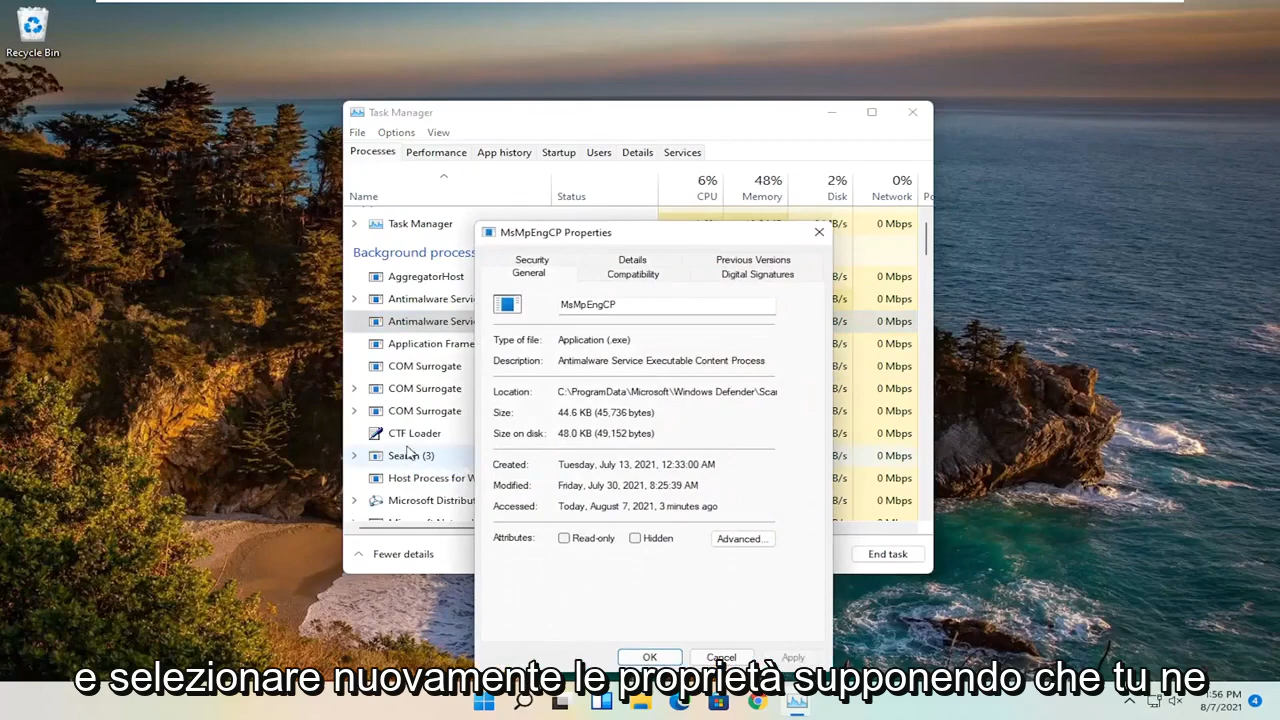 Recycle Bin
Task Manager
File Options View
Processes Performance App history Startup Users Details Services
6% 48% 2% 0%
Name Status CPU Memory Disk Network
Task Manager 0 Mbps
MsMpEngCP Properties
Background proces
Security Details Previous Versions
General Compatibility Digital Signatures
AggregatorHost B/s 0 Mbps
Antimalware Servi B/s 0 Mbps
MsMpEngCP
Antimalware Servi B/s 0 Mbps
Type of file: Application (.exe)
Application Frame B/s 0 Mbps
Description: Antimalware Service Executable Content Process
COM Surrogate B/s 0 Mbps
COM Surrogate B/s 0 Mbps
Location: C:\ProgramData\Microsoft\Windows Defender\Scar
COM Surrogate B/s 0 Mbps
Size: 44.6 KB (45,736 bytes)
CTF Loader B/s 0 Mbps
Size on disk: 48.0 KB (49,152 bytes)
Search (3) B/s 0 Mbps
Created: Tuesday, July 13, 2021, 12:33:00 AM
Host Process for W B/s 0 Mbps
Modified: Friday, July 30, 2021, 8:25:39 AM
Microsoft Distribut B/s 0 Mbps
Accessed: Today, August 7, 2021, 3 minutes ago
Attributes: Read-only Hidden Advanced...
Fewer details End task
OK Cancel Apply
e selezionare nuovamente le proprietà supponendo che tu ne
1:56 PM
8/7/2021 4